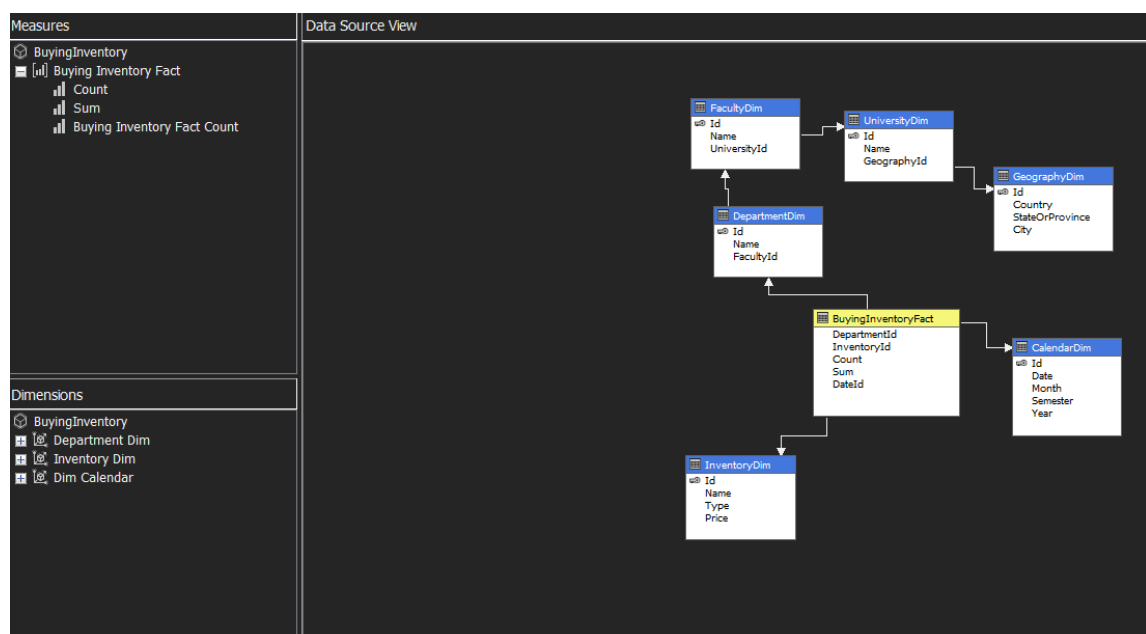 Measures
BuyingInventory
Buying Inventory Fact
Count
Sum
Buying Inventory Fact Count
Dimensions
BuyingInventory
Department Dim
Inventory Dim
Dim Calendar
Data Source View
FacultyDim
Id
Name
UniversityId
UniversityDim
Id
Name
GeographyId
GeographyDim
Id
Country
StateOrProvince
City
DepartmentDim
Id
Name
FacultyId
BuyingInventoryFact
DepartmentId
InventoryId
Count
Sum
DateId
CalendarDim
Id
Date
Month
Semester
Year
InventoryDim
Id
Name
Type
Price